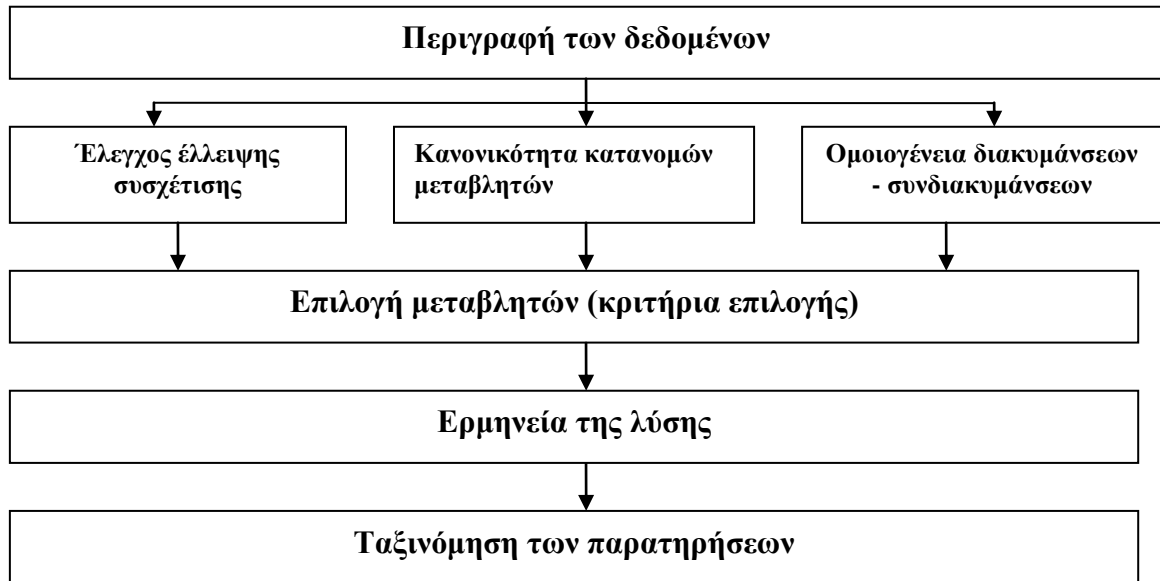 Περιγραφή των δεδομένων
Έλεγχος έλλειψης
συσχέτισης
Κανονικότητα κατανομών
μεταβλητών
Ομοιογένεια διακυμάνσεων
- συνδιακυμάνσεων
Επιλογή μεταβλητών (κριτήρια επιλογής)
Ερμηνεία της λύσης
Ταξινόμηση των παρατηρήσεων